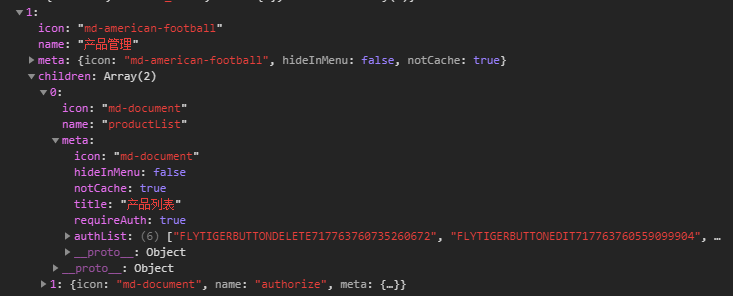 ▼1:
icon: "md-american-football"
name: "产品管理"
▶meta: {icon: "md-american-football", hideInMenu: false, notCache: true}
▼children: Array(2)
▼0:
icon: "md-document"
name: "productList"
▼meta:
icon: "md-document"
hideInMenu: false
notCache: true
title: "产品列表"
requireAuth: true
▶authList: (6) ["FLYTIGERBUTTONDELETE717763760735260672", "FLYTIGERBUTTONEDIT717763760559099904", …
▶__proto__: Object
▶__proto__: Object
▶1: {icon: "md-document", name: "authorize", meta: {…}}